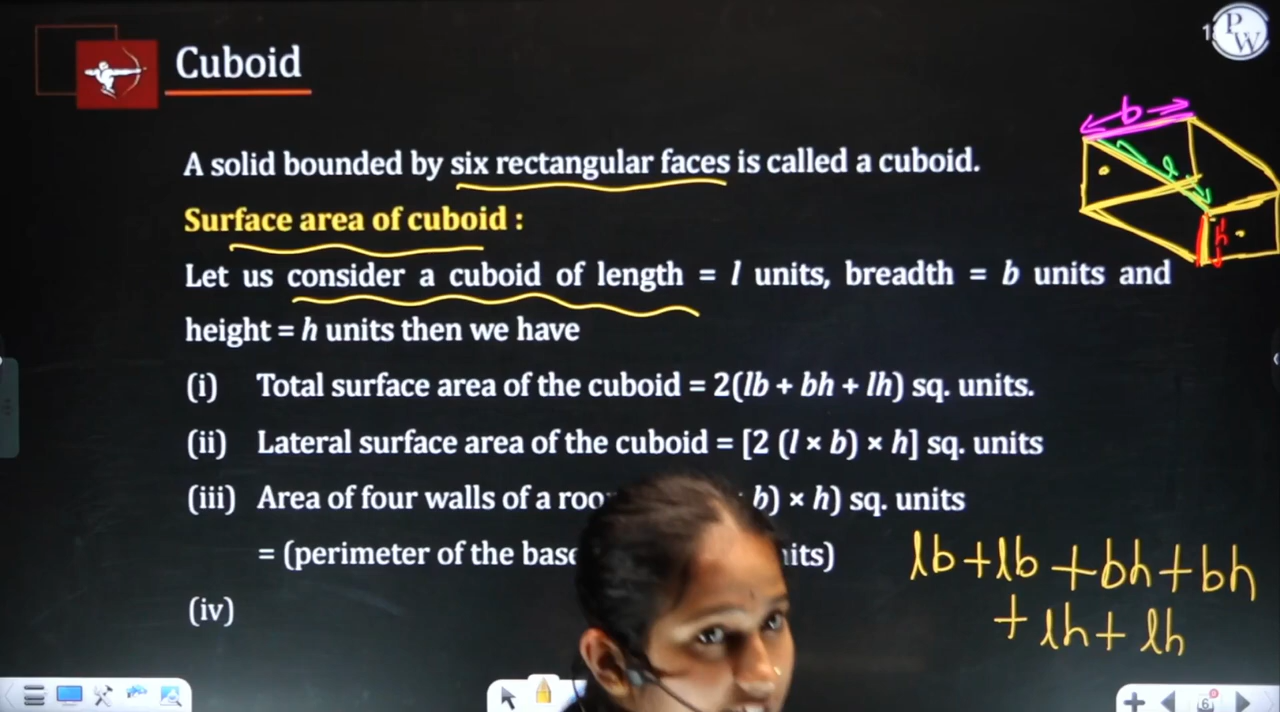 Cuboid
PW
b
l
h
A solid bounded by six rectangular faces is called a cuboid.
Surface area of cuboid :
Let us consider a cuboid of length = l units, breadth = b units and
height = h units then we have
(i) Total surface area of the cuboid = 2(lb + bh + lh) sq. units.
(ii) Lateral surface area of the cuboid = [2 (l × b) × h] sq. units
(iii) Area of four walls of a b) × h) sq. units
= (perimeter of the
(iv)
lb + lb + bh + bh
+ lh + lh
6